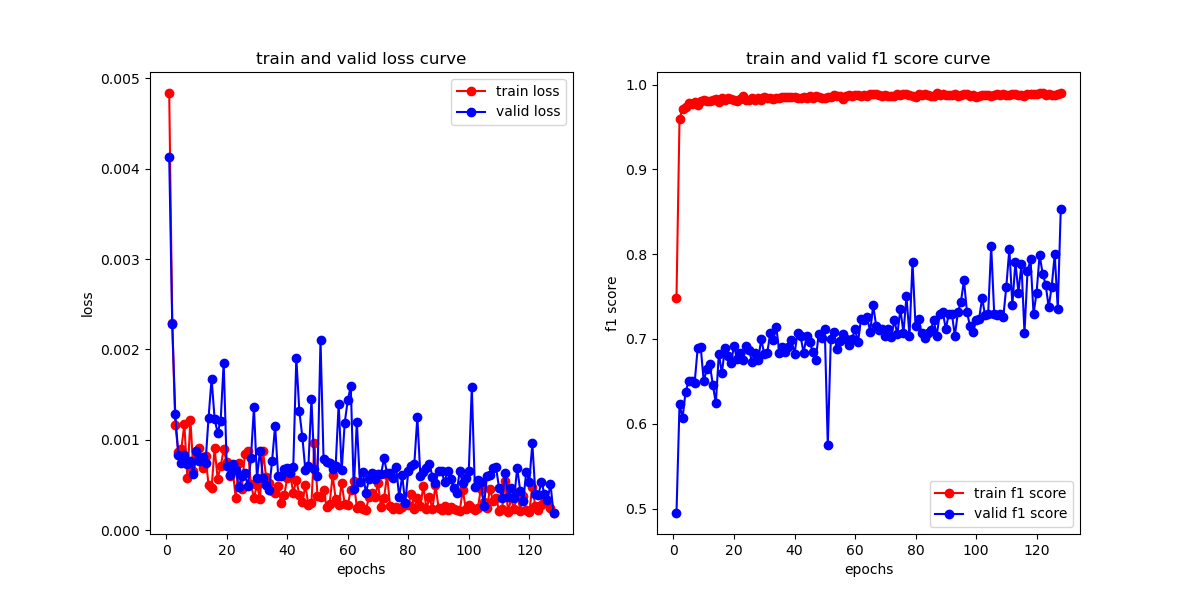 train and valid loss curve
0.005
0.004
0.003
0.002
0.001
0.000
loss
train loss
valid loss
0 20 40 60 80 100 120
epochs
train and valid f1 score curve
1.0
0.9
0.8
0.7
0.6
0.5
f1 score
train f1 score
valid f1 score
0 20 40 60 80 100 120
epochs